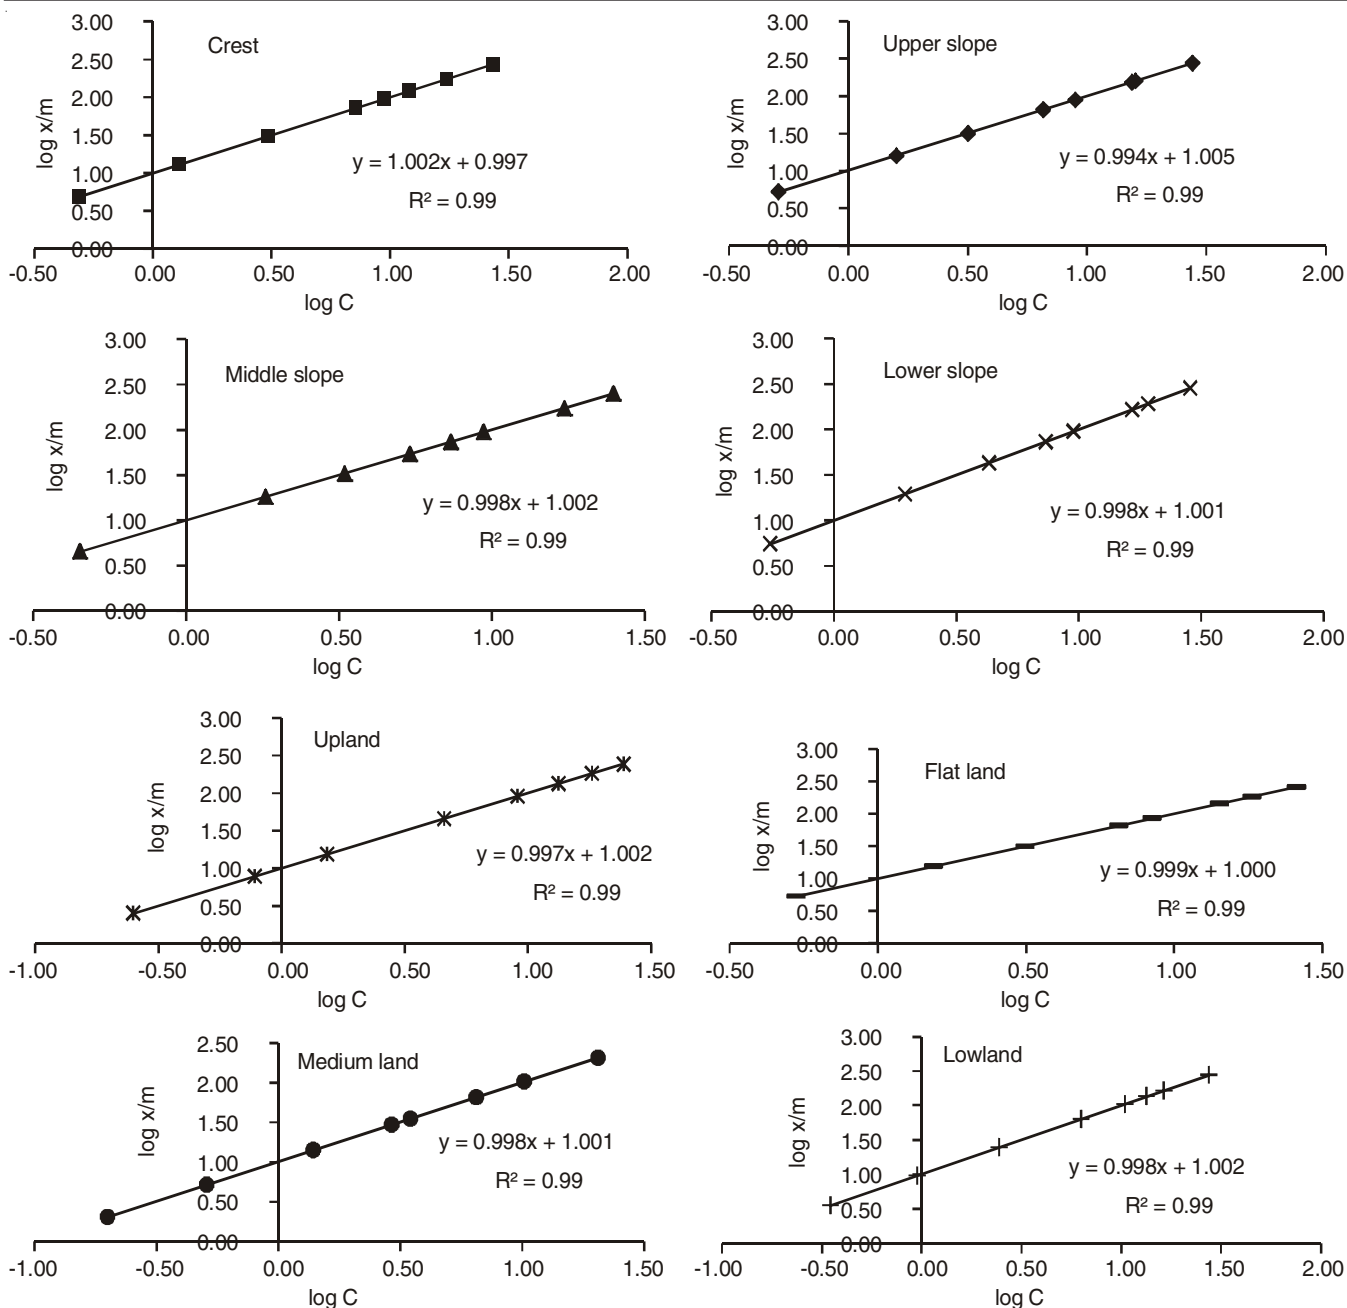 Crest
log x/m
3.00
2.50
2.00
1.50
1.00
0.50
0.00
y = 1.002x + 0.997
R² = 0.99
-0.50 0.00 0.50 1.00 1.50 2.00
log C
Upper slope
log x/m
3.00
2.50
2.00
1.50
1.00
0.50
0.00
y = 0.994x + 1.005
R² = 0.99
-0.50 0.00 0.50 1.00 1.50 2.00
log C
Middle slope
log x/m
3.00
2.50
2.00
1.50
1.00
0.50
0.00
y = 0.998x + 1.002
R² = 0.99
-0.50 0.00 0.50 1.00 1.50
log C
Lower slope
log x/m
3.00
2.50
2.00
1.50
1.00
0.50
0.00
y = 0.998x + 1.001
R² = 0.99
-0.50 0.00 0.50 1.00 1.50 2.00
log C
Upland
log x/m
3.00
2.50
2.00
1.50
1.00
0.50
0.00
y = 0.997x + 1.002
R² = 0.99
-1.00 -0.50 0.00 0.50 1.00 1.50
log C
Flat land
log x/m
3.00
2.50
2.00
1.50
1.00
0.50
0.00
y = 0.999x + 1.000
R² = 0.99
-0.50 0.00 0.50 1.00 1.50
log C
Medium land
log x/m
2.50
2.00
1.50
1.00
0.50
0.00
y = 0.998x + 1.001
R² = 0.99
-1.00 -0.50 0.00 0.50 1.00 1.50
log C
Lowland
log x/m
3.00
2.50
2.00
1.50
1.00
0.50
0.00
y = 0.998x + 1.002
R² = 0.99
-1.00 -0.50 0.00 0.50 1.00 1.50 2.00
log C